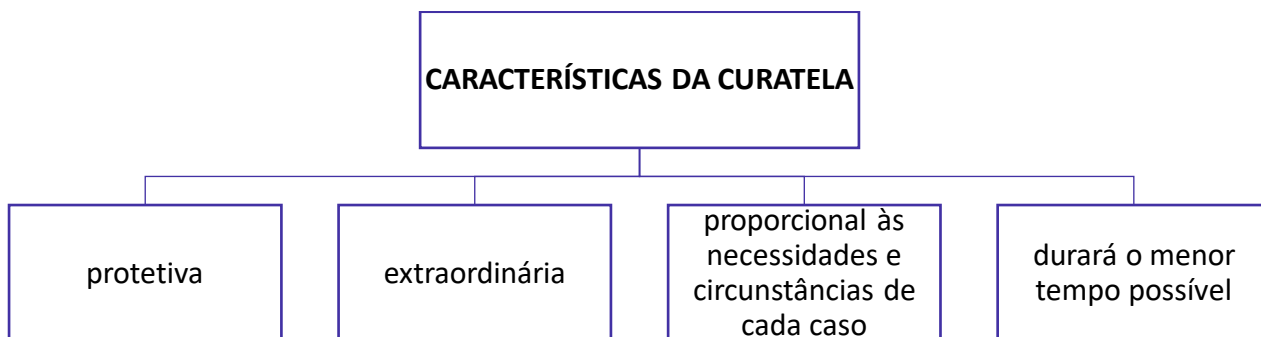 CARACTERÍSTICAS DA CURATELA
protetiva
extraordinária
proporcional às
necessidades e
circunstâncias de
cada caso
durará o menor
tempo possível